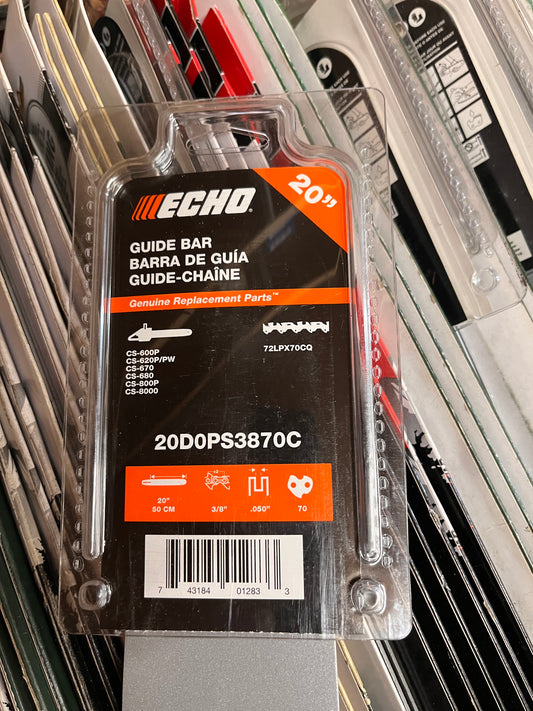 ECHO
20"
GUIDE BAR
BARRA DE GUÍA
GUIDE-CHAÎNE
Genuine Replacement Parts™
CS-600P
CS-620P/PW
CS-670
CS-680
CS-800P
CS-8000
72LPX70CQ
20D0PS3870C
÷2
20"
50 CM
3/8"
.050"
70
7 43184 01283 3